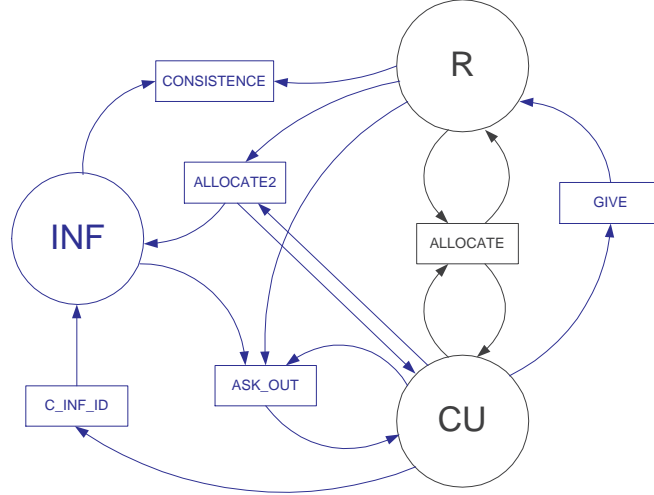 R
CONSISTENCE
ALLOCATE2
GIVE
INF
ALLOCATE
ASK_OUT
C_INF_ID
CU